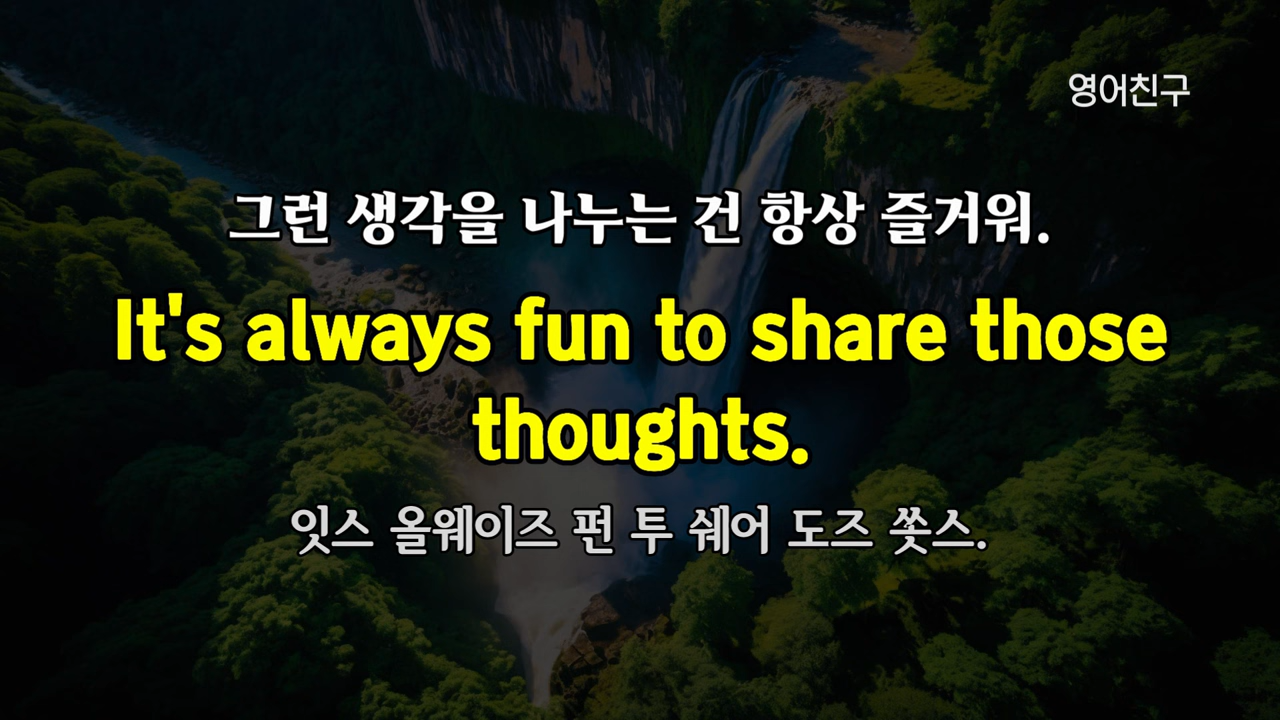 영어친구
그런 생각을 나누는 건 항상 즐거워.
It's always fun to share those
thoughts.
잇스 올웨이즈 펀 투 쉐어 도즈 쏫스.